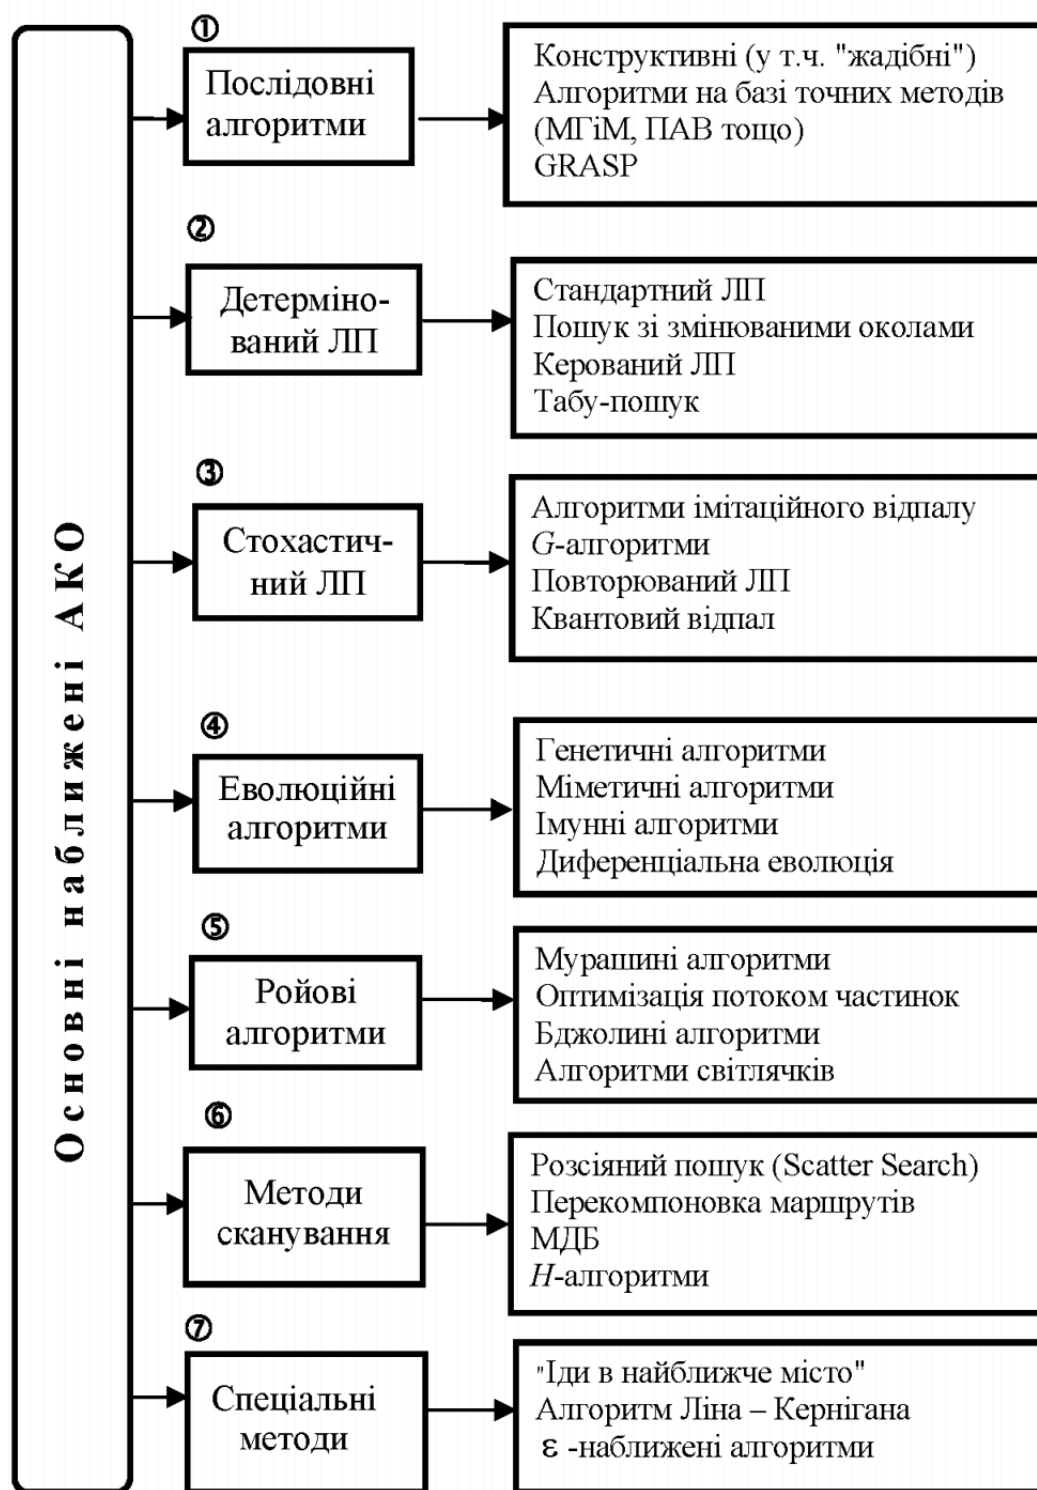 Основні наближені АКО
①
Послідовні
алгоритми
Конструктивні (у т.ч. "жадібні")
Алгоритми на базі точних методів
(МГіМ, ПАВ тощо)
GRASP
②
Детерміно-
ваний ЛП
Стандартний ЛП
Пошук зі змінюваними околами
Керований ЛП
Табу-пошук
③
Стохастич-
ний ЛП
Алгоритми імітаційного відпалу
G-алгоритми
Повторюваний ЛП
Квантовий відпал
④
Еволюційні
алгоритми
Генетичні алгоритми
Міметичні алгоритми
Імунні алгоритми
Диференціальна еволюція
⑤
Ройові
алгоритми
Мурашині алгоритми
Оптимізація потоком частинок
Бджолині алгоритми
Алгоритми світлячків
⑥
Методи
сканування
Розсіяний пошук (Scatter Search)
Перекомпоновка маршрутів
МДБ
H-алгоритми
⑦
Спеціальні
методи
"Іди в найближче місто"
Алгоритм Ліна – Кернігана
ε -наближені алгоритми